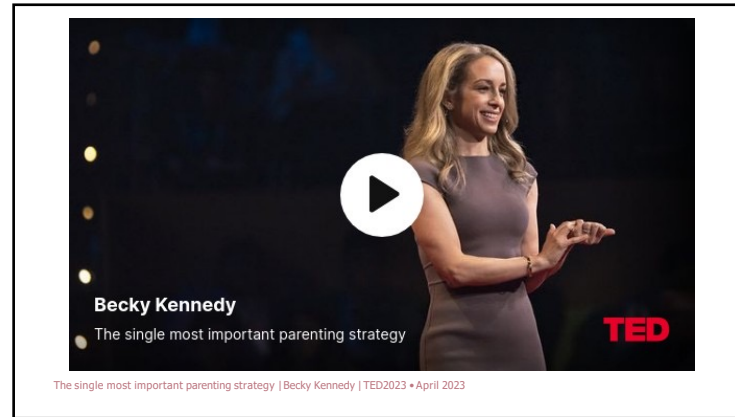 Becky Kennedy
The single most important parenting strategy
TED
The single most important parenting strategy | Becky Kennedy | TED2023 • April 2023